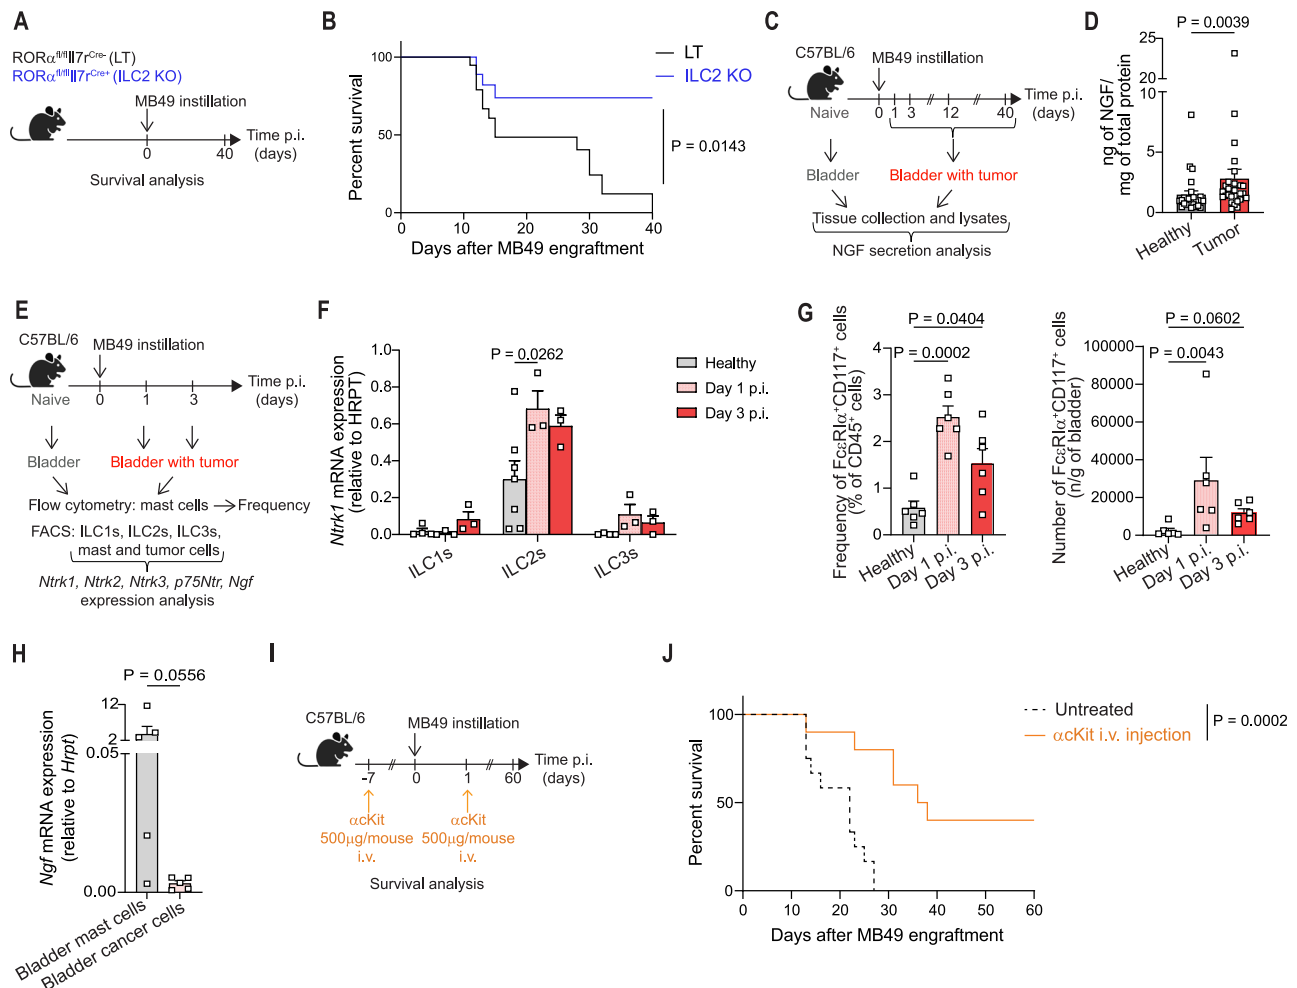 A
RORα^fl/fl Il7r^Cre- (LT)
RORα^fl/fl Il7r^Cre+ (ILC2 KO)
MB49 instillation
Time p.i.
(days)
0
40
Survival analysis
B
Percent survival
100
50
0
0
10
20
30
40
Days after MB49 engraftment
LT
ILC2 KO
P = 0.0143
C
C57BL/6
MB49 instillation
Naive
0
1
3
12
40
Time p.i.
(days)
Bladder
Bladder with tumor
Tissue collection and lysates
NGF secretion analysis
D
P = 0.0039
ng of NGF/
mg of total protein
25
20
15
10
5
0
Healthy
Tumor
E
C57BL/6
MB49 instillation
Naive
0
1
3
Time p.i.
(days)
Bladder
Bladder with tumor
Flow cytometry: mast cells
Frequency
FACS: ILC1s, ILC2s, ILC3s,
mast and tumor cells
Ntrk1, Ntrk2, Ntrk3, p75Ntr, Ngf
expression analysis
F
Ntrk1 mRNA expression
(relative to HRPT)
1.0
0.8
0.6
0.4
0.2
0.0
P = 0.0262
ILC1s
ILC2s
ILC3s
Healthy
Day 1 p.i.
Day 3 p.i.
G
Frequency of FcεRIα⁺CD117⁺ cells
(% of CD45⁺ cells)
P = 0.0404
P = 0.0002
4
3
2
1
0
Healthy
Day 1 p.i.
Day 3 p.i.
Number of FcεRIα⁺CD117⁺ cells
(n/g of bladder)
P = 0.0602
P = 0.0043
100000
80000
60000
40000
20000
0
Healthy
Day 1 p.i.
Day 3 p.i.
H
P = 0.0556
Ngf mRNA expression
(relative to Hrpt)
12
2
0.05
0.00
Bladder mast cells
Bladder cancer cells
I
C57BL/6
MB49 instillation
-7
0
1
60
Time p.i.
(days)
αcKit
500μg/mouse
i.v.
αcKit
500μg/mouse
i.v.
Survival analysis
J
Percent survival
100
50
0
0
10
20
30
40
50
60
Days after MB49 engraftment
Untreated
αcKit i.v. injection
P = 0.0002